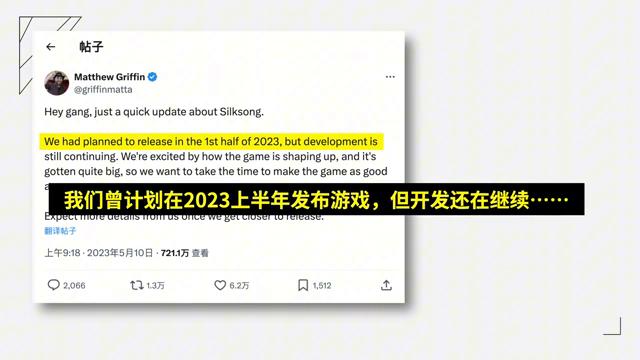 帖子
Matthew Griffin
@griffinmatta
Hey gang, just a quick update about Silksong.
We had planned to release in the 1st half of 2023, but development is
still continuing. We're excited by how the game is shaping up, and it's
gotten quite big, so we want to take the time to make the game as good
我们曾计划在2023上半年发布游戏，但开发还在继续……
Expect more details from us once we get closer to release.
翻译帖子
上午9:18 · 2023年5月10日 · 721.1万 查看
2,066
1.3万
6.2万
1,512